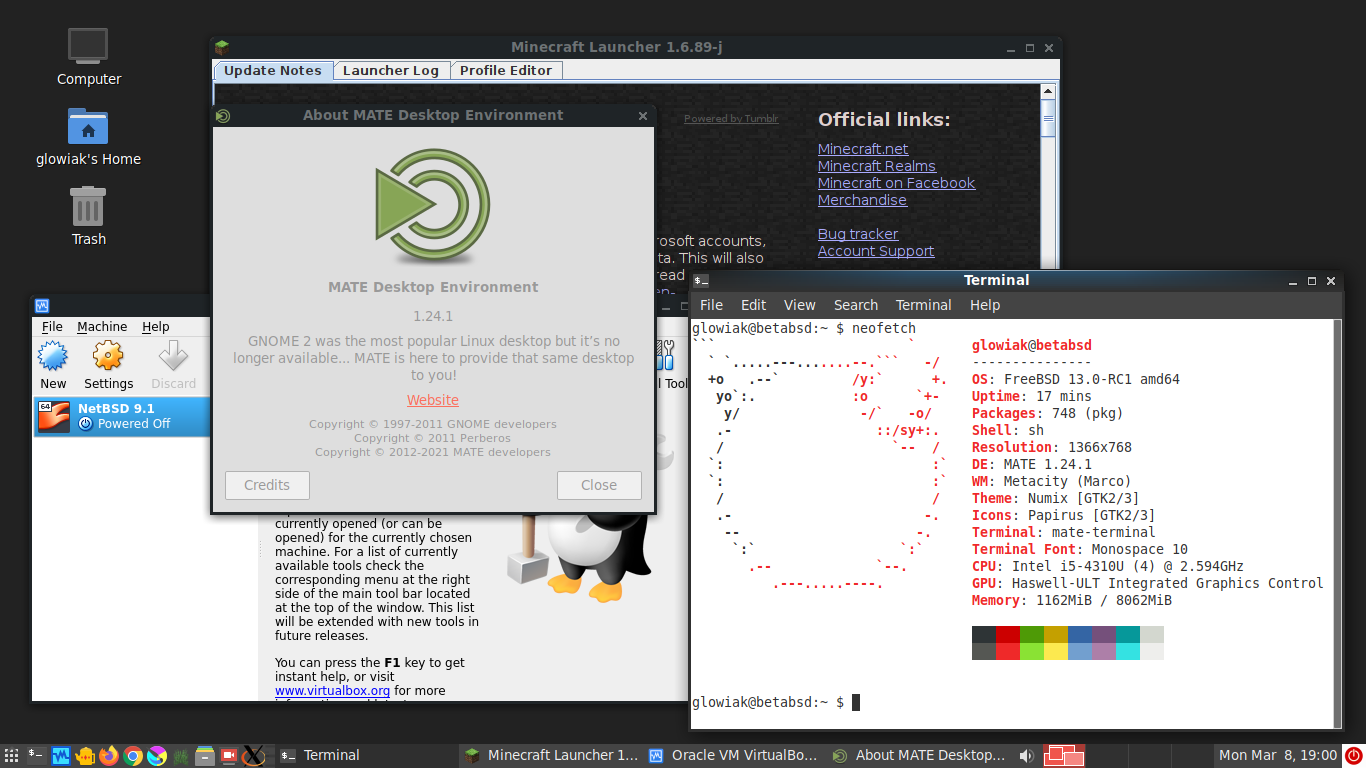 Computer
glowiak's Home
Trash
Minecraft Launcher 1.6.89-j
Update Notes
Launcher Log
Profile Editor
Powered by Tumblr
Official links:
Minecraft.net
Minecraft Realms
Minecraft on Facebook
Merchandise
Bug tracker
Account Support
rosoft accounts,
ta. This will also
read
en-
About MATE Desktop Environment
MATE Desktop Environment
1.24.1
GNOME 2 was the most popular Linux desktop but it's no
longer available... MATE is here to provide that same desktop
to you!
Website
Copyright © 1997-2011 GNOME developers
Copyright © 2011 Perberos
Copyright © 2012-2021 MATE developers
Credits
Close
File Machine Help
New Settings Discard
l Tool
64
NetBSD 9.1
Powered Off
currently opened (or can be
opened) for the currently chosen
machine. For a list of currently
available tools check the
corresponding menu at the right
side of the main tool bar located
at the top of the window. This list
will be extended with new tools in
future releases.
You can press the F1 key to get
instant help, or visit
www.virtualbox.org for more
Terminal
File Edit View Search Terminal Help
glowiak@betabsd:~ $ neofetch
glowiak@betabsd
---------------
OS: FreeBSD 13.0-RC1 amd64
Uptime: 17 mins
Packages: 748 (pkg)
Shell: sh
Resolution: 1366x768
DE: MATE 1.24.1
WM: Metacity (Marco)
Theme: Numix [GTK2/3]
Icons: Papirus [GTK2/3]
Terminal: mate-terminal
Terminal Font: Monospace 10
CPU: Intel i5-4310U (4) @ 2.594GHz
GPU: Haswell-ULT Integrated Graphics Control
Memory: 1162MiB / 8062MiB
glowiak@betabsd:~ $
Terminal
Minecraft Launcher 1...
Oracle VM VirtualBo...
About MATE Desktop...
Mon Mar 8, 19:00